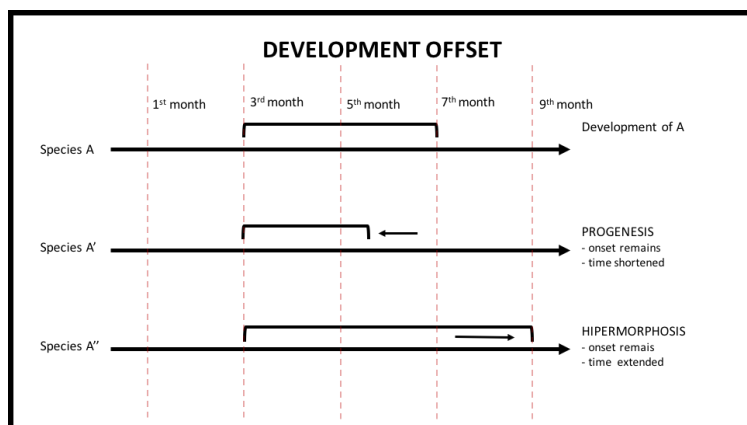 DEVELOPMENT OFFSET
1st month
3rd month
5th month
7th month
9th month
Species A
Development of A
Species A′
PROGENESIS
- onset remains
- time shortened
Species A′′
HIPERMORPHOSIS
- onset remais
- time extended